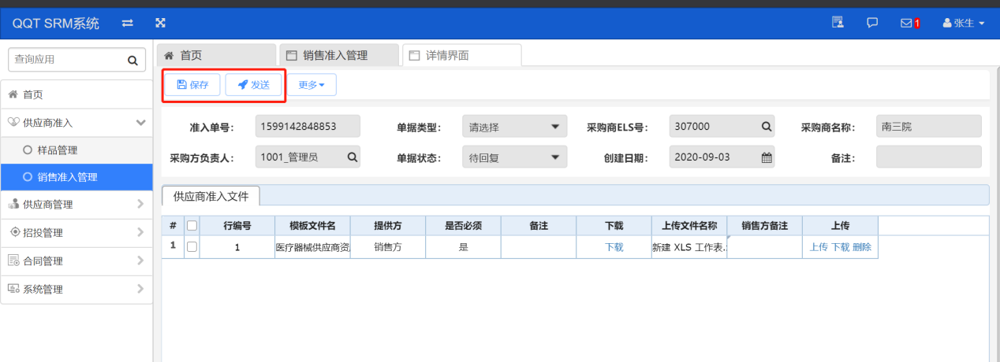 QQT SRM系统
1
张生
查询应用
首页
销售准入管理
详情界面
保存
发送
更多
首页
供应商准入
样品管理
销售准入管理
供应商管理
招投管理
合同管理
系统管理
准入单号:
1599142848853
单据类型:
请选择
采购商ELS号:
307000
采购商名称:
南三院
采购方负责人:
1001_管理员
单据状态:
待回复
创建日期:
2020-09-03
备注:
供应商准入文件
# 行编号 模板文件名 提供方 是否必须 备注 下载 上传文件名称 销售方备注 上传
1 1 医疗器械供应商资 销售方 是 下载 新建 XLS 工作表. 上传 下载 删除